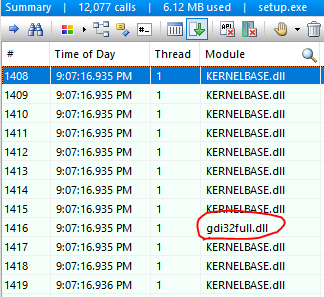 Summary | 12,077 calls | 6.12 MB used | setup.exe
# Time of Day Thread Module
1408 9:07:16.935 PM 1 KERNELBASE.dll
1409 9:07:16.935 PM 1 KERNELBASE.dll
1410 9:07:16.935 PM 1 KERNELBASE.dll
1411 9:07:16.935 PM 1 KERNELBASE.dll
1412 9:07:16.935 PM 1 KERNELBASE.dll
1413 9:07:16.935 PM 1 KERNELBASE.dll
1414 9:07:16.935 PM 1 KERNELBASE.dll
1415 9:07:16.935 PM 1 KERNELBASE.dll
1416 9:07:16.935 PM 1 gdi32full.dll
1417 9:07:16.935 PM 1 KERNELBASE.dll
1418 9:07:16.935 PM 1 KERNELBASE.dll
1419 9:07:16.936 PM 1 KERNELBASE.dll